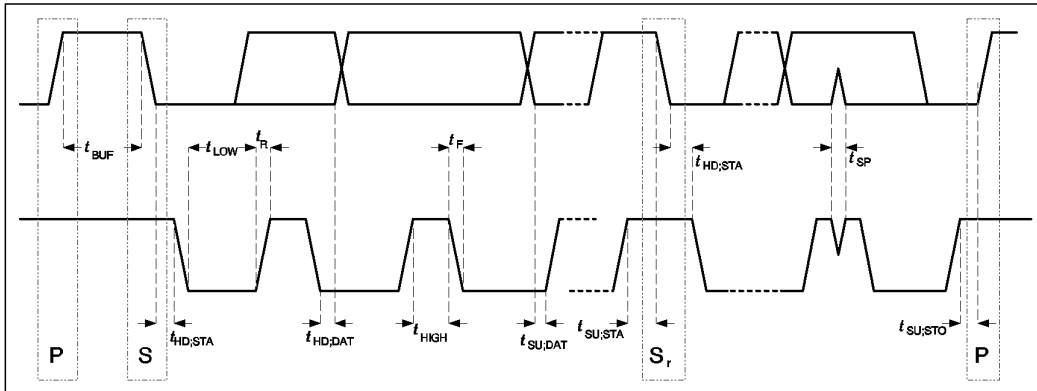 tBUF
tLOW
tR
tF
tHD;STA
tSP
tHD;STA
tHD;DAT
tHIGH
tSU;DAT
tSU;STA
tSU;STO
P
S
Sr
P